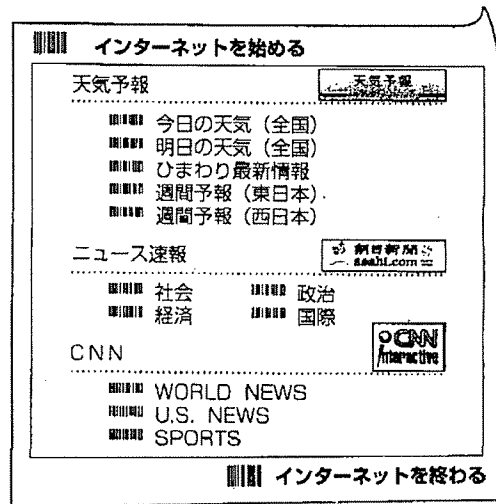 インターネットを始める
天気予報 天気予報
今日の天気（全国）
明日の天気（全国）
ひまわり最新情報
週間予報（東日本）
週間予報（西日本）
ニュース速報 朝日新聞
asahi.com
社会 政治
経済 国際
CNN CNN
Interactive
WORLD NEWS
U.S. NEWS
SPORTS
インターネットを終わる